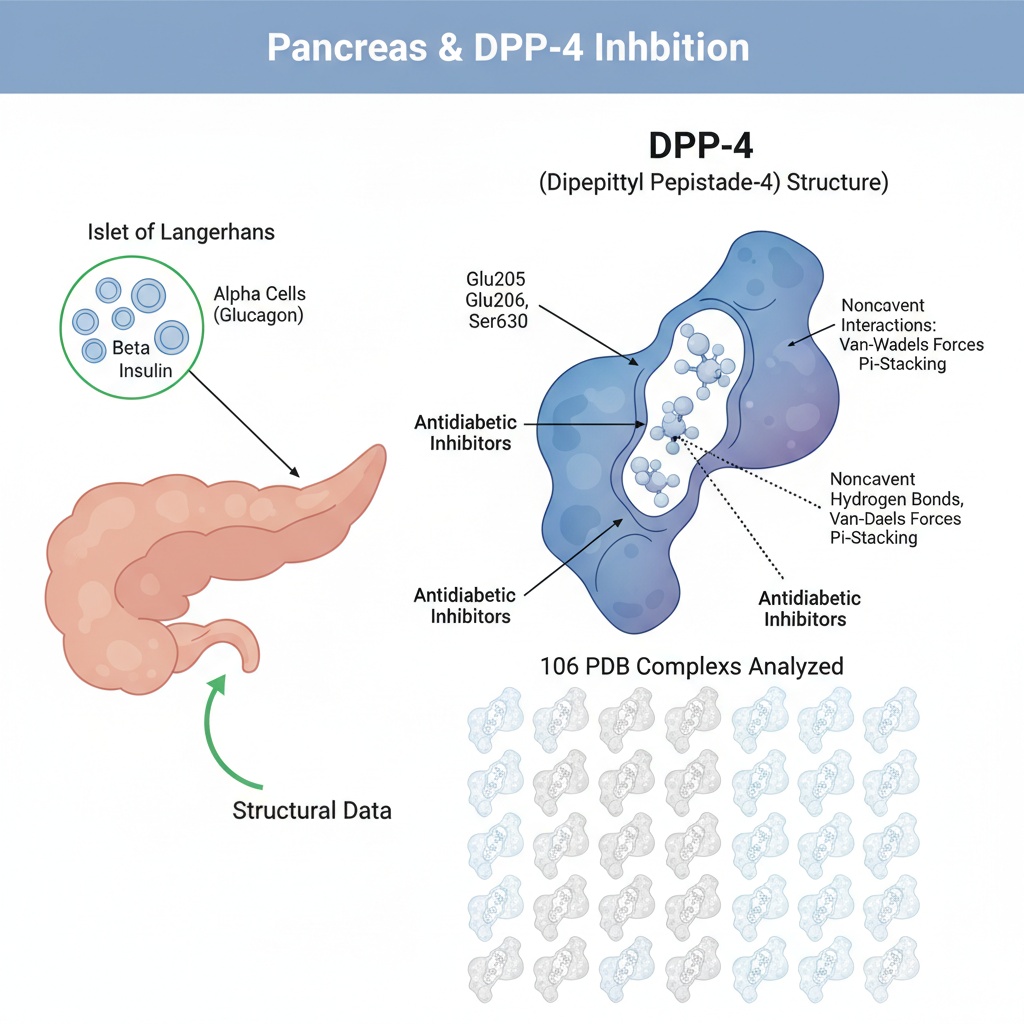 Pancreas & DPP-4 Inhbition
DPP-4
(Dipepittyl Pepistade-4) Structure)
Islet of Langerhans
Alpha Cells
(Glucagon)
Beta
Insulin
Glu205
Glu206,
Ser630
Noncavent
Interactions:
Van-Wadels Forces
Pi-Stacking
Antidiabetic
Inhibitors
Noncavent
Hydrogen Bonds,
Van-Daels Forces
Pi-Stacking
Antidiabetic
Inhibitors
Antidiabetic
Inhibitors
106 PDB Complexs Analyzed
Structural Data